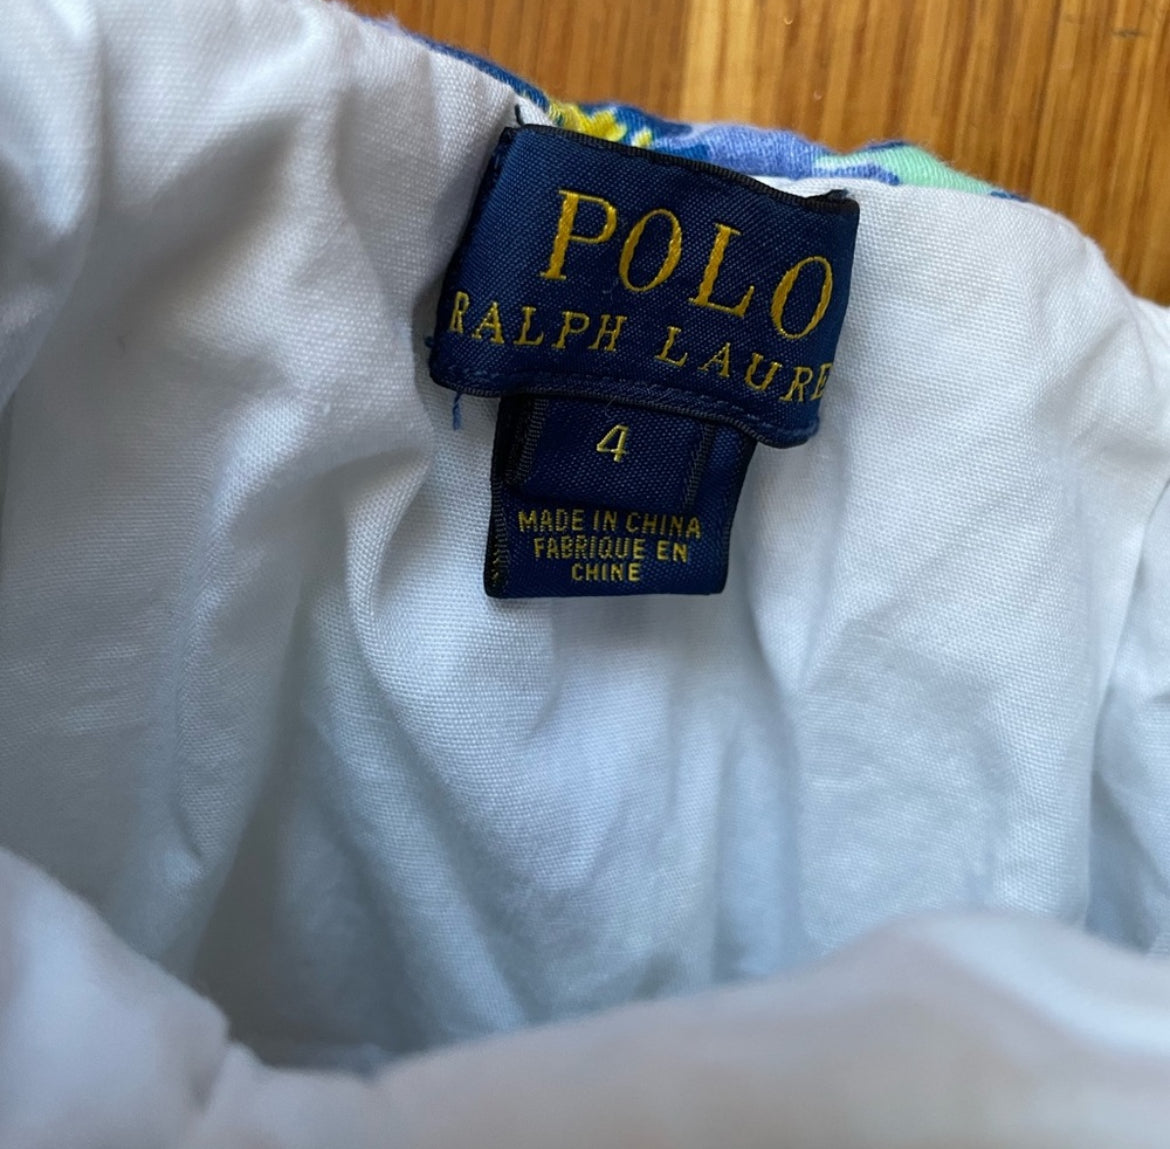 POLO
RALPH LAURE
4
MADE IN CHINA
FABRIQUE EN
CHINE